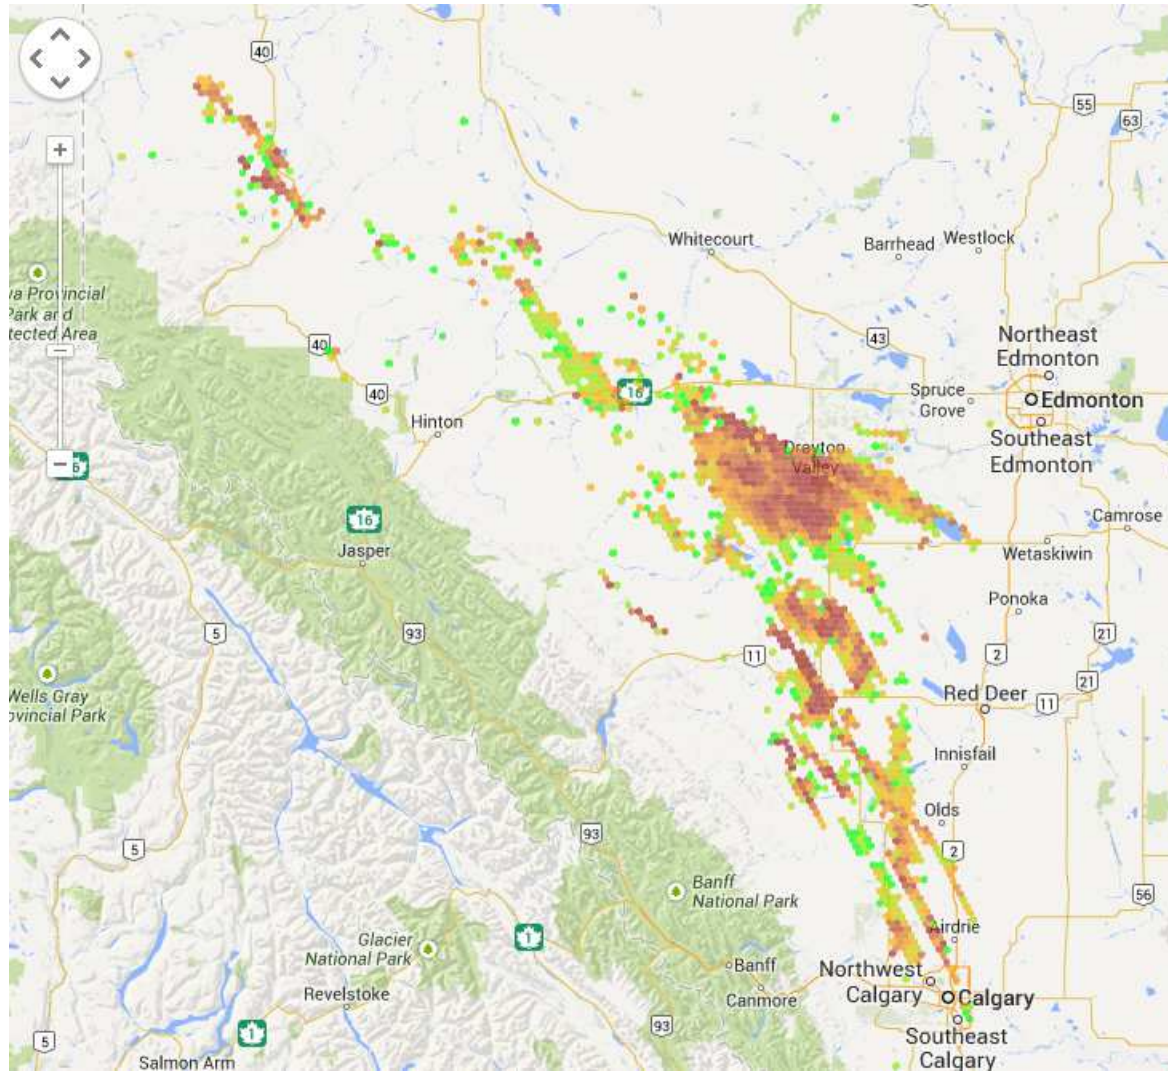 40
55
63
Whitecourt
Barrhead
Westlock
va Provincial
Park and
tected Area
40
43
Northeast
Edmonton
40
16
Spruce
Grove
Edmonton
Hinton
Southeast
Edmonton
Drayton
Valley
16
16
Jasper
Camrose
Wetaskiwin
Ponoka
5
93
21
11
2
Wells Gray
ovincial Park
21
Red Deer
11
Innisfail
Olds
93
5
2
Banff
National Park
56
Airdrie
1
Glacier
National Park
Banff
Northwest
Calgary
Canmore
Calgary
Revelstoke
93
1
5
Southeast
Calgary
Salmon Arm